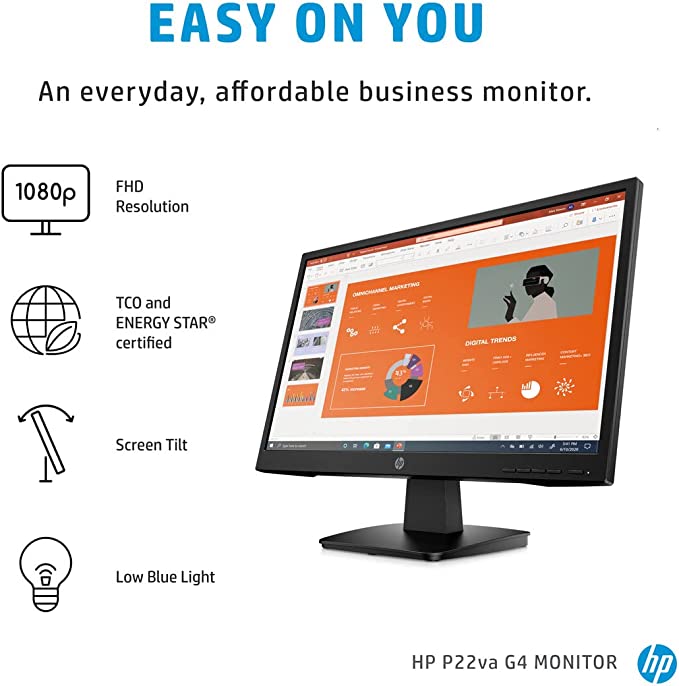 EASY ON YOU
An everyday, affordable business monitor.
1080p
FHD
Resolution
TCO and
ENERGY STAR®
certified
Screen Tilt
Low Blue Light
OMNICHANNEL MARKETING
DIGITAL TRENDS
hp
HP P22va G4 MONITOR
hp